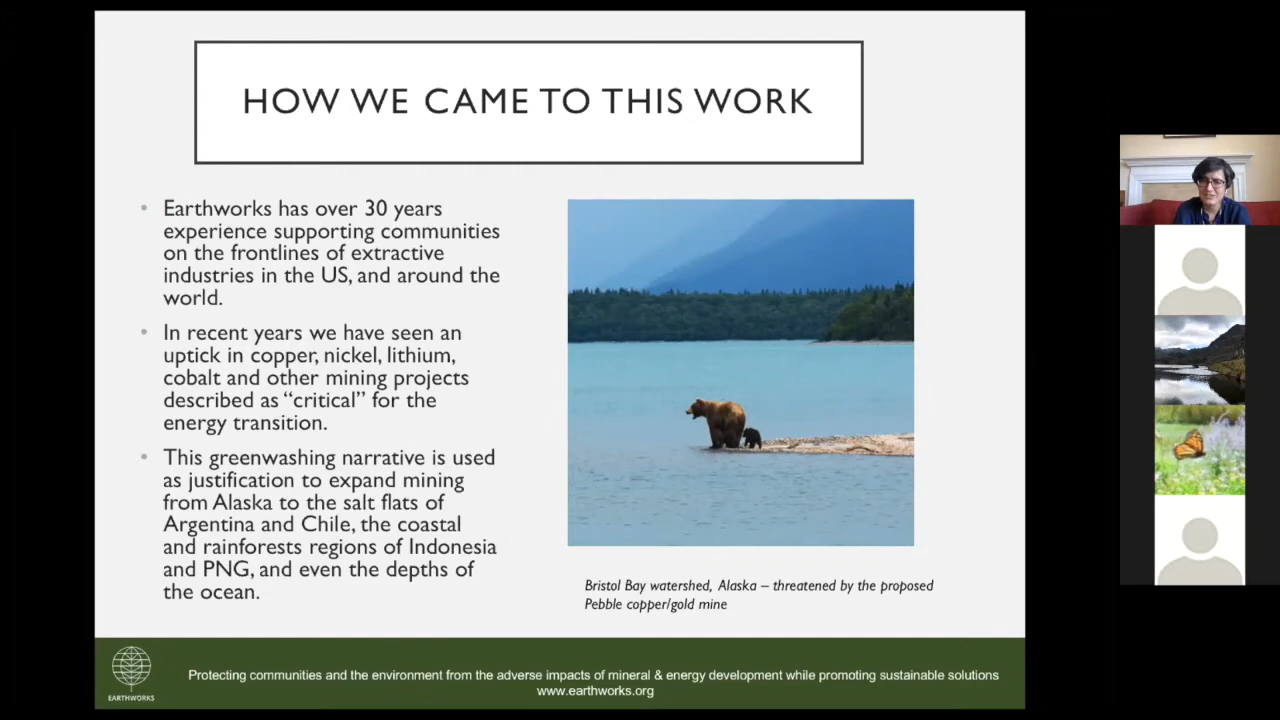 HOW WE CAME TO THIS WORK
• Earthworks has over 30 years
experience supporting communities
on the frontlines of extractive
industries in the US, and around the
world.
• In recent years we have seen an
uptick in copper, nickel, lithium,
cobalt and other mining projects
described as “critical” for the
energy transition.
• This greenwashing narrative is used
as justification to expand mining
from Alaska to the salt flats of
Argentina and Chile, the coastal
and rainforests regions of Indonesia
and PNG, and even the depths of
the ocean.
Bristol Bay watershed, Alaska – threatened by the proposed
Pebble copper/gold mine
EARTHWORKS
Protecting communities and the environment from the adverse impacts of mineral & energy development while promoting sustainable solutions
www.earthworks.org